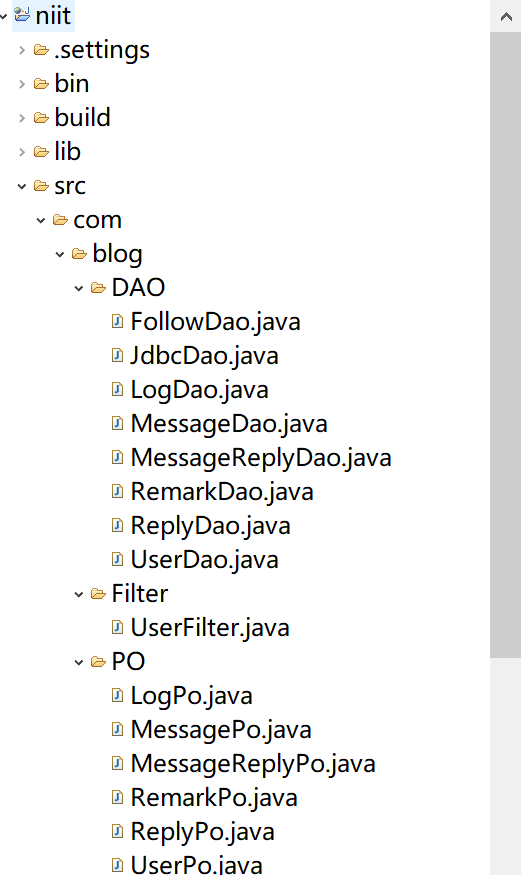 niit
.settings
bin
build
lib
src
com
blog
DAO
FollowDao.java
JdbcDao.java
LogDao.java
MessageDao.java
MessageReplyDao.java
RemarkDao.java
ReplyDao.java
UserDao.java
Filter
UserFilter.java
PO
LogPo.java
MessagePo.java
MessageReplyPo.java
RemarkPo.java
ReplyPo.java
UserPo.java